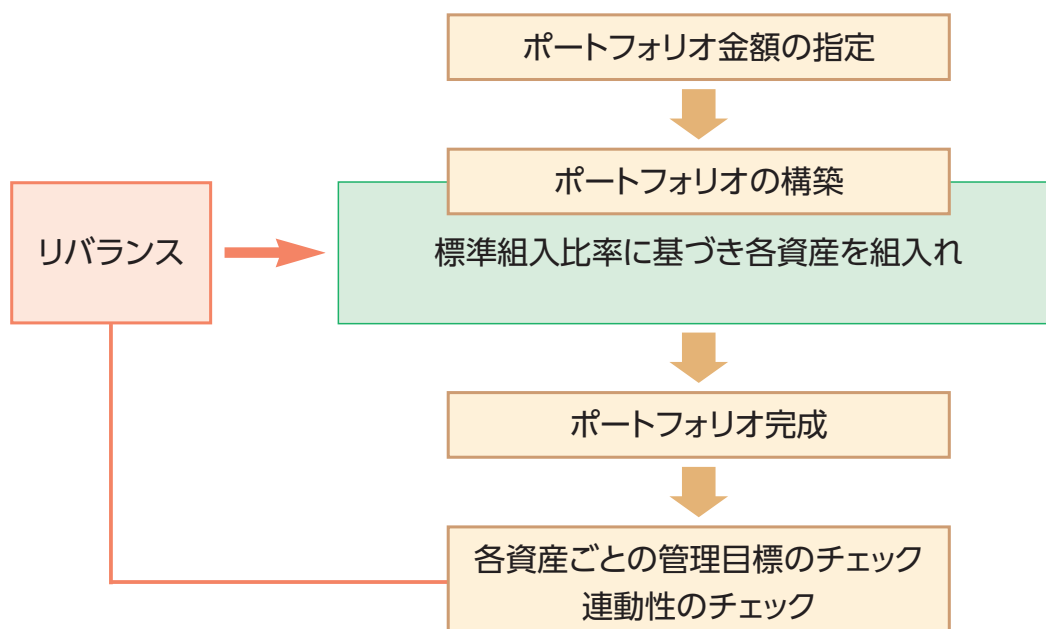 ポートフォリオ金額の指定
ポートフォリオの構築
リバランス
標準組入比率に基づき各資産を組入れ
ポートフォリオ完成
各資産ごとの管理目標のチェック
連動性のチェック